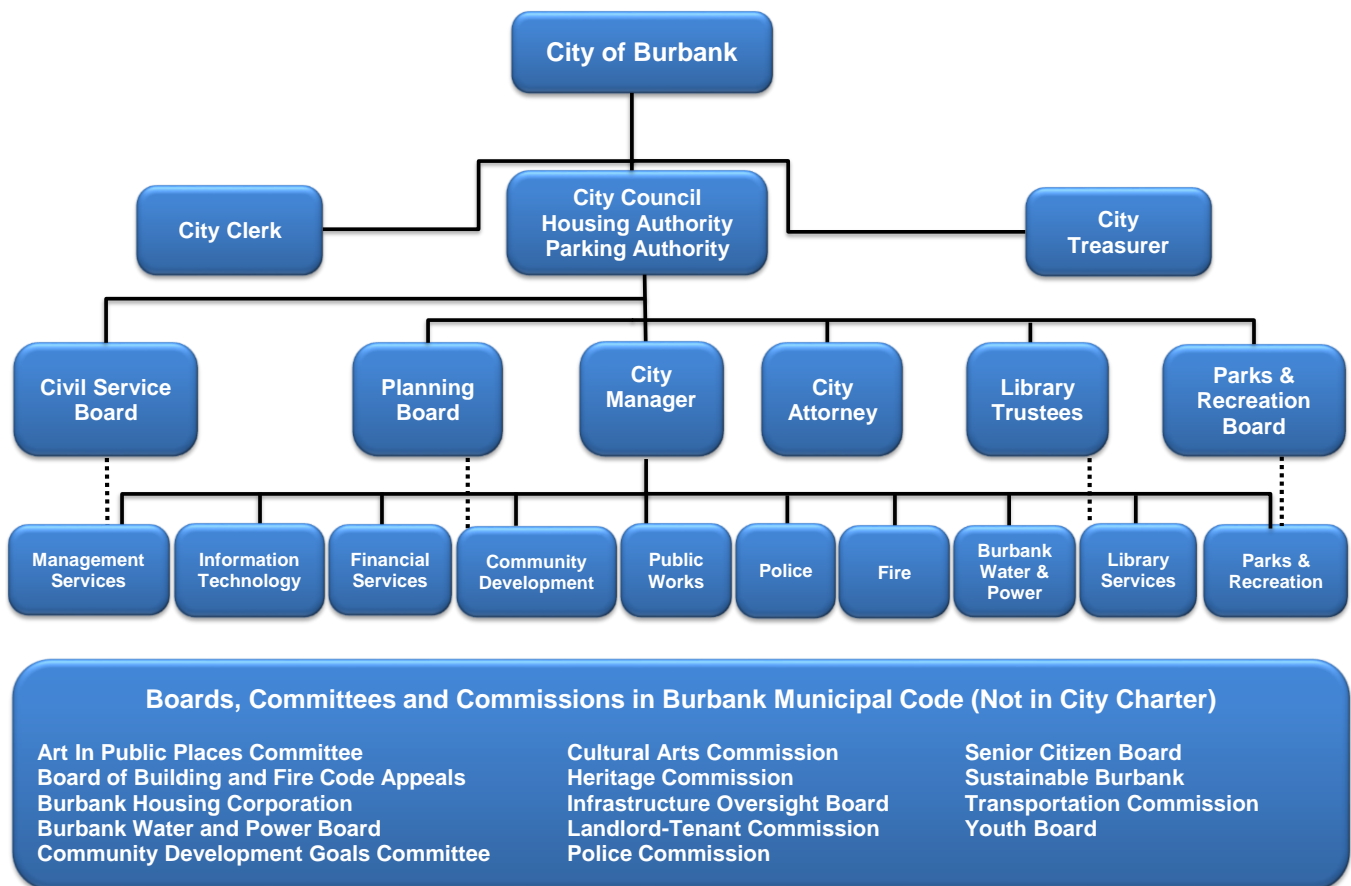 City of Burbank
City Clerk
City Council
Housing Authority
Parking Authority
City
Treasurer
Civil Service
Board
Planning
Board
City
Manager
City
Attorney
Library
Trustees
Parks &
Recreation
Board
Management
Services
Information
Technology
Financial
Services
Community
Development
Public
Works
Police
Fire
Burbank
Water &
Power
Library
Services
Parks &
Recreation
Boards, Committees and Commissions in Burbank Municipal Code (Not in City Charter)
Art In Public Places Committee
Board of Building and Fire Code Appeals
Burbank Housing Corporation
Burbank Water and Power Board
Community Development Goals Committee
Cultural Arts Commission
Heritage Commission
Infrastructure Oversight Board
Landlord-Tenant Commission
Police Commission
Senior Citizen Board
Sustainable Burbank
Transportation Commission
Youth Board